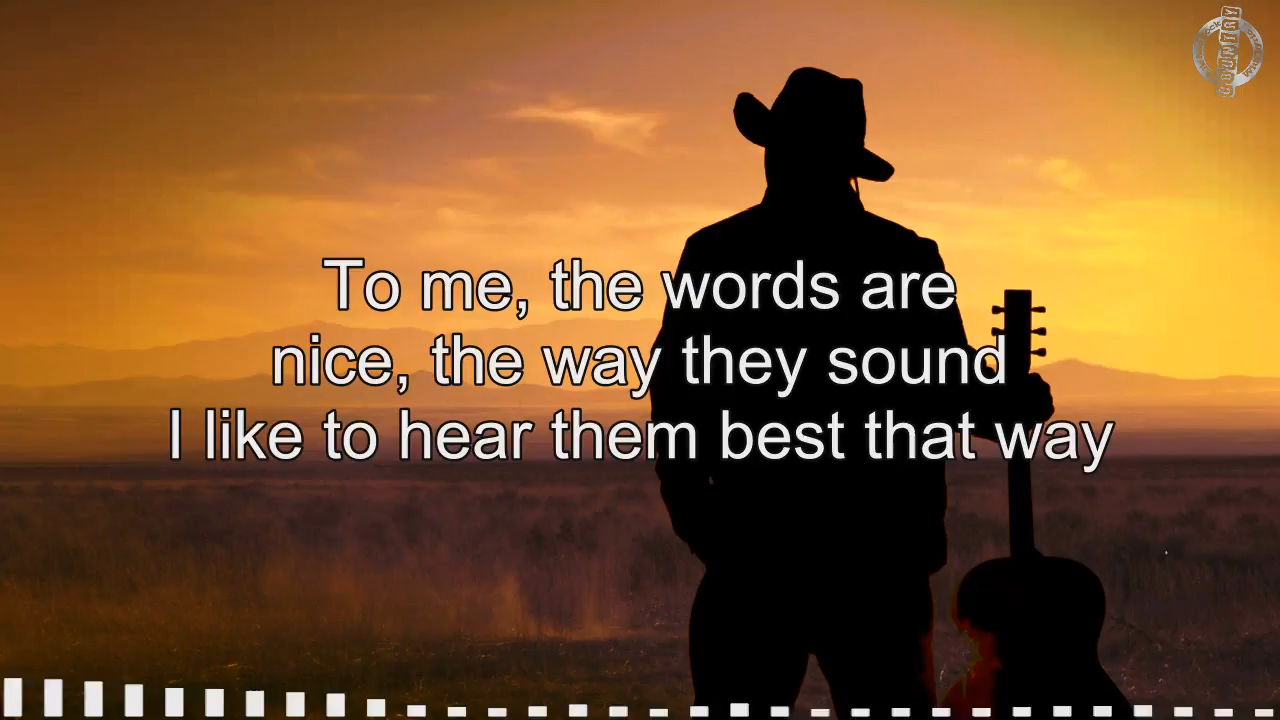 To me, the words are
nice, the way they sound
I like to hear them best that way
COUNTRY